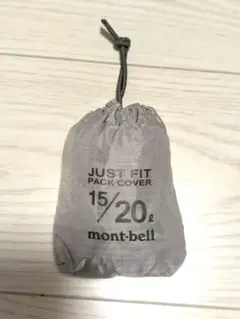 JUST FIT
PACK COVER
15/20ℓ
mont-bell